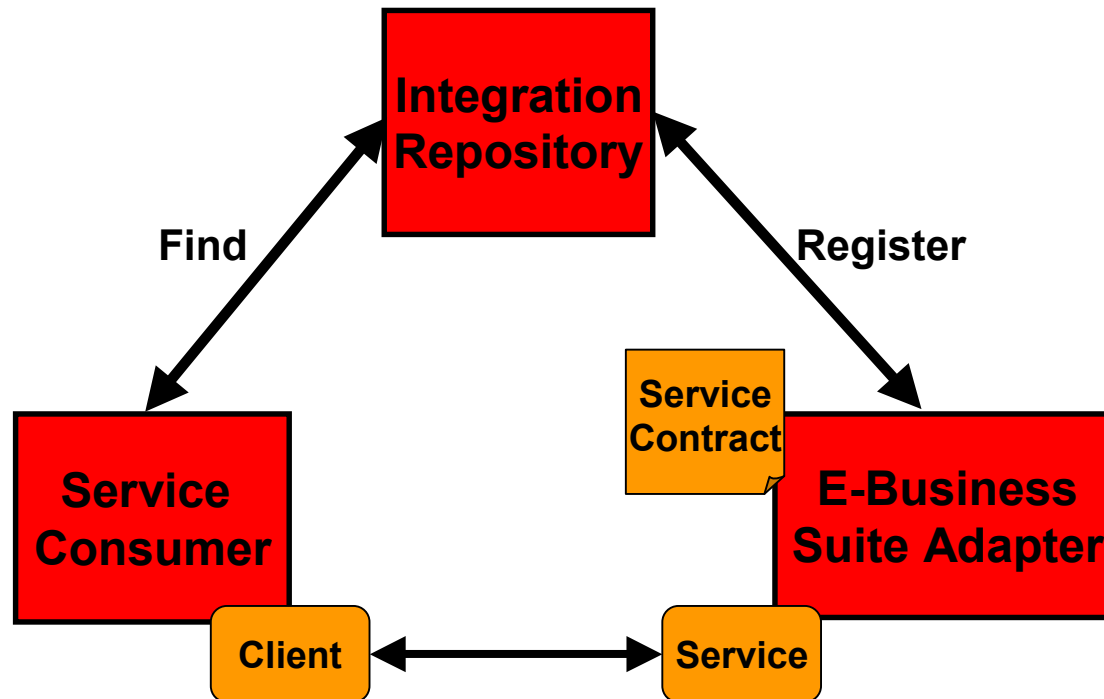 Integration
Repository
Find
Register
Service
Contract
Service
Consumer
E-Business
Suite Adapter
Client
Service